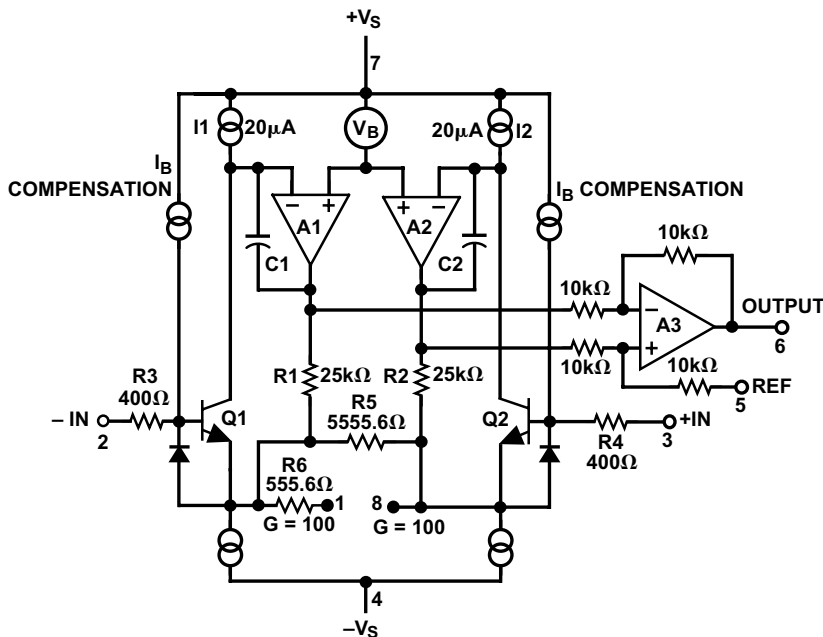 +VS
7
I1
20μA
VB
20μA
I2
IB
COMPENSATION
IB COMPENSATION
−
+
A1
+
−
A2
C1
C2
10kΩ
10kΩ
−
A3
+
OUTPUT
6
10kΩ
10kΩ
REF
5
R1
25kΩ
R2
25kΩ
R3
400Ω
R5
5555.6Ω
− IN
2
Q1
Q2
+IN
3
R4
400Ω
R6
555.6Ω
1
8
G = 100
G = 100
4
−VS